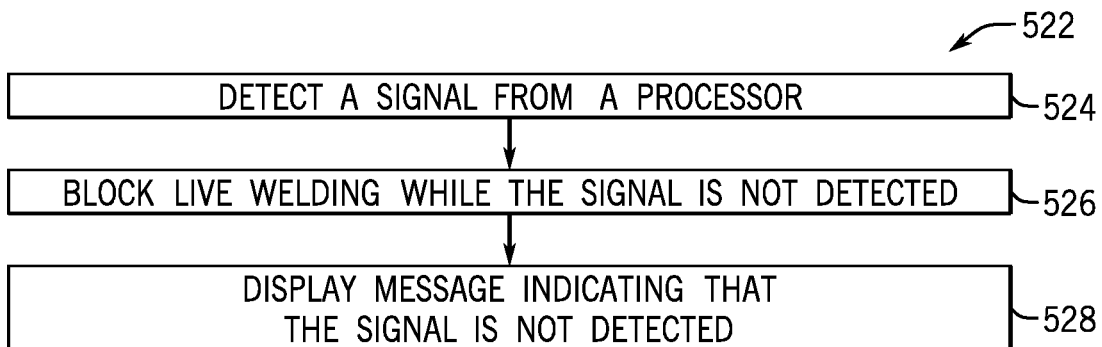 522
DETECT A SIGNAL FROM A PROCESSOR
524
BLOCK LIVE WELDING WHILE THE SIGNAL IS NOT DETECTED
526
DISPLAY MESSAGE INDICATING THAT
THE SIGNAL IS NOT DETECTED
528